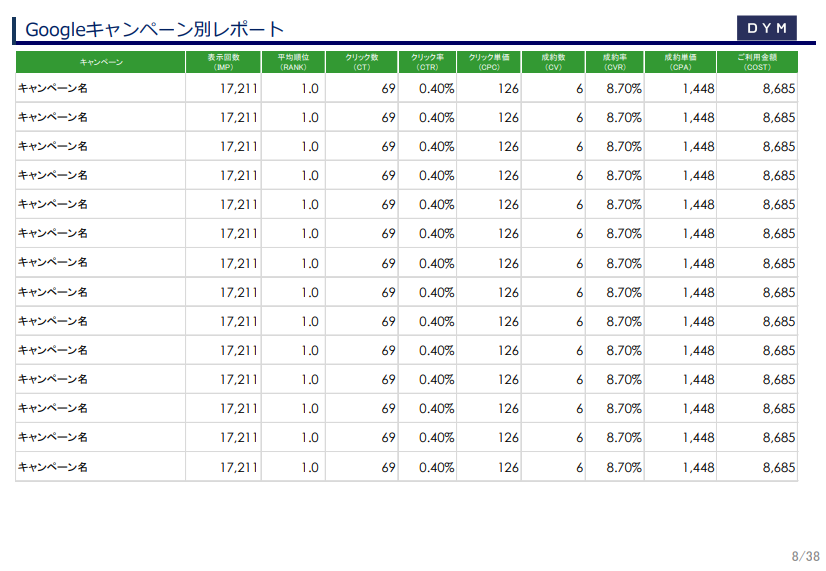 Googleキャンペーン別レポート
DYM
キャンペーン 表示回数 (IMP) 平均順位 (RANK) クリック数 (CT) クリック率 (CTR) クリック単価 (CPC) 成約数 (CV) 成約率 (CVR) 成約単価 (CPA) ご利用金額 (COST)
キャンペーン名 17,211 1.0 69 0.40% 126 6 8.70% 1,448 8,685
キャンペーン名 17,211 1.0 69 0.40% 126 6 8.70% 1,448 8,685
キャンペーン名 17,211 1.0 69 0.40% 126 6 8.70% 1,448 8,685
キャンペーン名 17,211 1.0 69 0.40% 126 6 8.70% 1,448 8,685
キャンペーン名 17,211 1.0 69 0.40% 126 6 8.70% 1,448 8,685
キャンペーン名 17,211 1.0 69 0.40% 126 6 8.70% 1,448 8,685
キャンペーン名 17,211 1.0 69 0.40% 126 6 8.70% 1,448 8,685
キャンペーン名 17,211 1.0 69 0.40% 126 6 8.70% 1,448 8,685
キャンペーン名 17,211 1.0 69 0.40% 126 6 8.70% 1,448 8,685
キャンペーン名 17,211 1.0 69 0.40% 126 6 8.70% 1,448 8,685
キャンペーン名 17,211 1.0 69 0.40% 126 6 8.70% 1,448 8,685
キャンペーン名 17,211 1.0 69 0.40% 126 6 8.70% 1,448 8,685
キャンペーン名 17,211 1.0 69 0.40% 126 6 8.70% 1,448 8,685
キャンペーン名 17,211 1.0 69 0.40% 126 6 8.70% 1,448 8,685
8/38